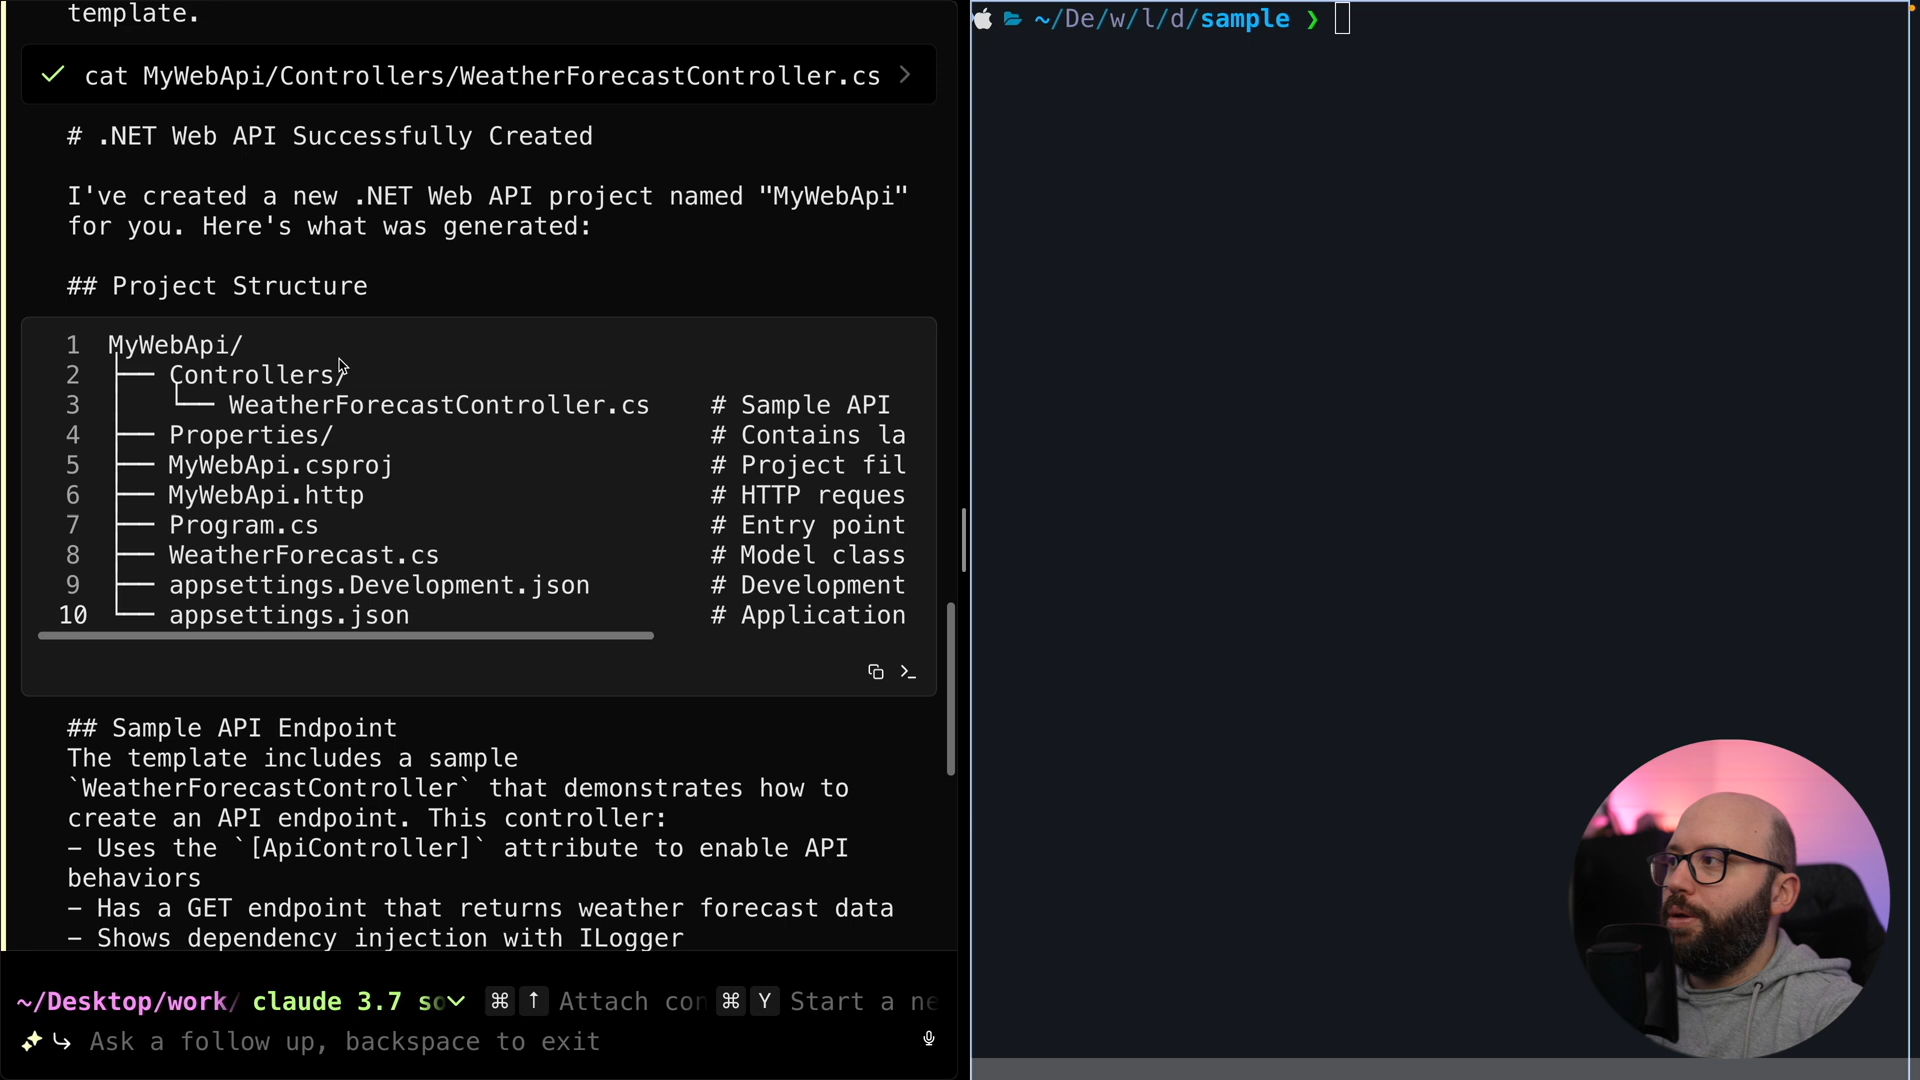 template.
cat MyWebApi/Controllers/WeatherForecastController.cs
# .NET Web API Successfully Created
I've created a new .NET Web API project named "MyWebApi"
for you. Here's what was generated:
## Project Structure
1 MyWebApi/
2 ├── Controllers/
3 │   └── WeatherForecastController.cs # Sample API
4 ├── Properties/ # Contains la
5 ├── MyWebApi.csproj # Project fil
6 ├── MyWebApi.http # HTTP reques
7 ├── Program.cs # Entry point
8 ├── WeatherForecast.cs # Model class
9 ├── appsettings.Development.json # Development
10 └── appsettings.json # Application
## Sample API Endpoint
The template includes a sample
`WeatherForecastController` that demonstrates how to
create an API endpoint. This controller:
– Uses the `[ApiController]` attribute to enable API
behaviors
– Has a GET endpoint that returns weather forecast data
– Shows dependency injection with ILogger
~/Desktop/work/ claude 3.7 so ⌘ ↑ Attach con ⌘ Y Start a ne
Ask a follow up, backspace to exit
~/De/w/l/d/sample ❯